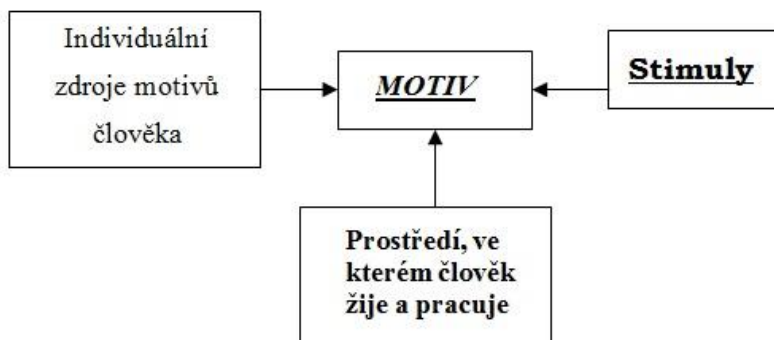 Individuální
zdroje motivů
člověka
MOTIV
Stimuly
Prostředí, ve
kterém člověk
žije a pracuje